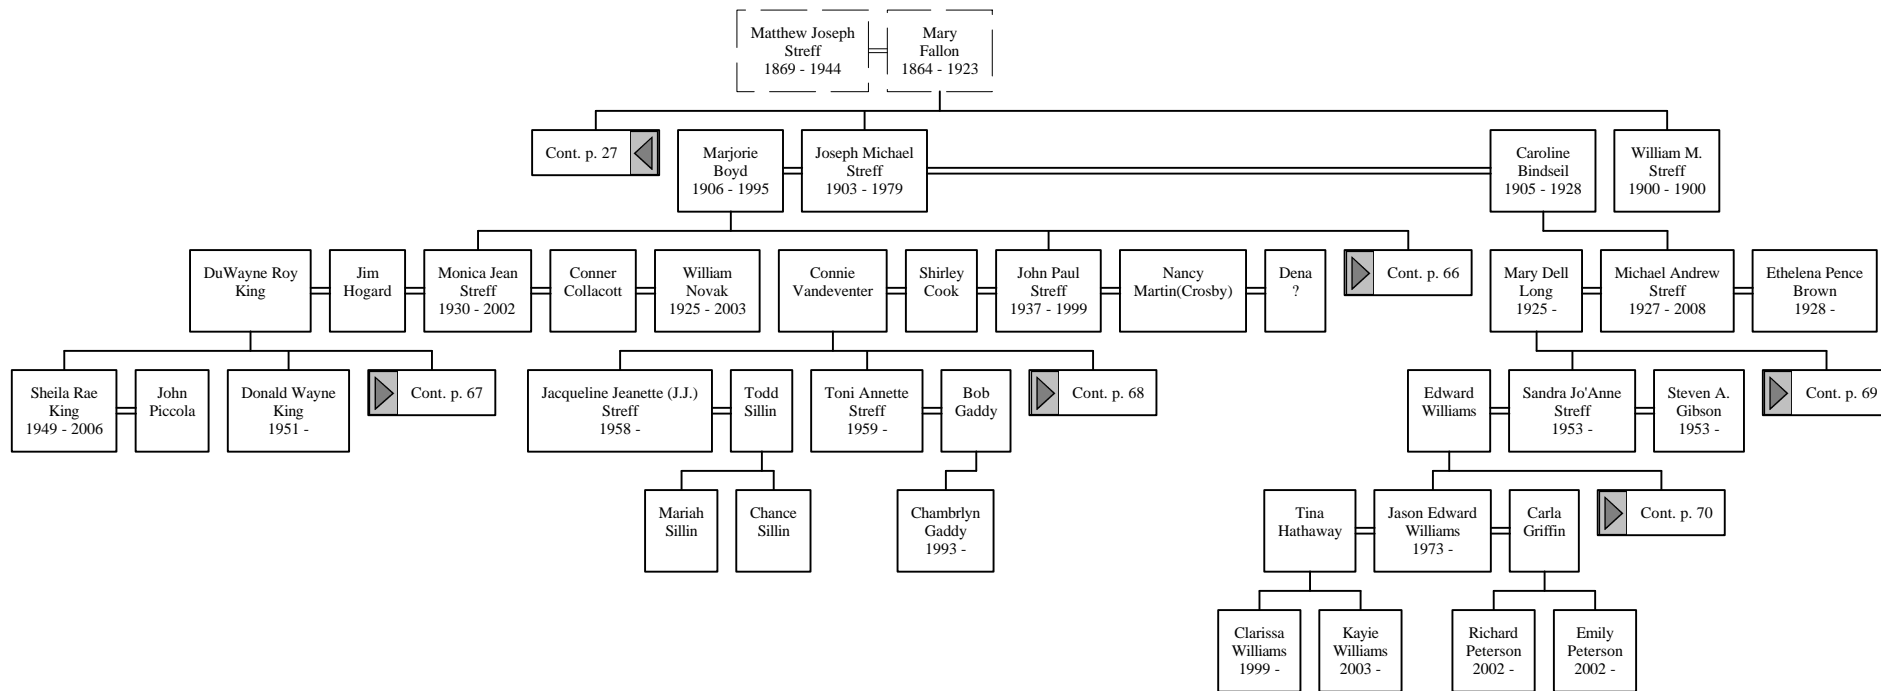 Matthew Joseph
Streff
1869 - 1944
Mary
Fallon
1864 - 1923
Cont. p. 27
Marjorie
Boyd
1906 - 1995
Joseph Michael
Streff
1903 - 1979
Caroline
Bindseil
1905 - 1928
William M.
Streff
1900 - 1900
DuWayne Roy
King
Jim
Hogard
Monica Jean
Streff
1930 - 2002
Conner
Collacott
William
Novak
1925 - 2003
Connie
Vandeventer
Shirley
Cook
John Paul
Streff
1937 - 1999
Nancy
Martin(Crosby)
Dena
?
Cont. p. 66
Mary Dell
Long
1925 -
Michael Andrew
Streff
1927 - 2008
Ethelena Pence
Brown
1928 -
Sheila Rae
King
1949 - 2006
John
Piccola
Donald Wayne
King
1951 -
Cont. p. 67
Jacqueline Jeanette (J.J.)
Streff
1958 -
Todd
Sillin
Toni Annette
Streff
1959 -
Bob
Gaddy
Cont. p. 68
Edward
Williams
Sandra Jo'Anne
Streff
1953 -
Steven A.
Gibson
1953 -
Cont. p. 69
Mariah
Sillin
Chance
Sillin
Chambrlyn
Gaddy
1993 -
Tina
Hathaway
Jason Edward
Williams
1973 -
Carla
Griffin
Cont. p. 70
Clarissa
Williams
1999 -
Kayie
Williams
2003 -
Richard
Peterson
2002 -
Emily
Peterson
2002 -